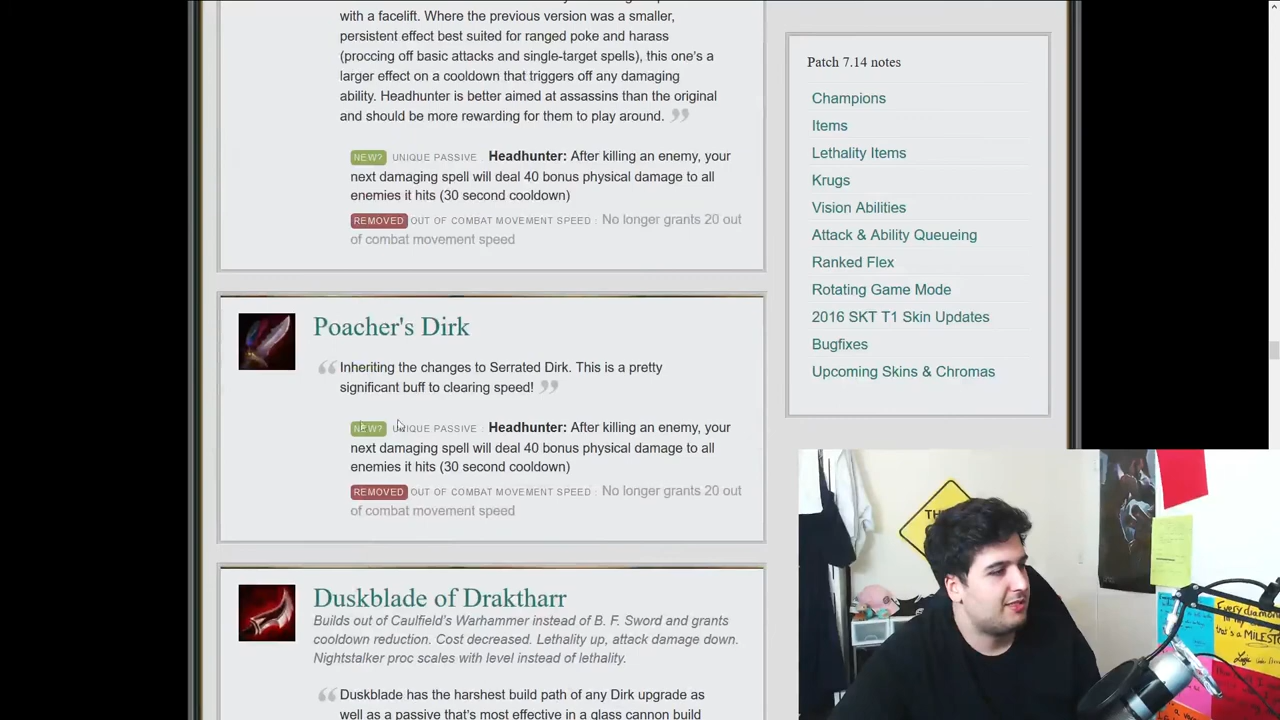 with a facelift. Where the previous version was a smaller,
persistent effect best suited for ranged poke and harass
(proccing off basic attacks and single-target spells), this one's a
larger effect on a cooldown that triggers off any damaging
ability. Headhunter is better aimed at assassins than the original
and should be more rewarding for them to play around.
NEW? UNIQUE PASSIVE : Headhunter: After killing an enemy, your
next damaging spell will deal 40 bonus physical damage to all
enemies it hits (30 second cooldown)
REMOVED OUT OF COMBAT MOVEMENT SPEED : No longer grants 20 out
of combat movement speed
Poacher's Dirk
Inheriting the changes to Serrated Dirk. This is a pretty
significant buff to clearing speed!
NEW? UNIQUE PASSIVE : Headhunter: After killing an enemy, your
next damaging spell will deal 40 bonus physical damage to all
enemies it hits (30 second cooldown)
REMOVED OUT OF COMBAT MOVEMENT SPEED : No longer grants 20 out
of combat movement speed
Duskblade of Draktharr
Builds out of Caulfield's Warhammer instead of B. F. Sword and grants
cooldown reduction. Cost decreased. Lethality up, attack damage down.
Nightstalker proc scales with level instead of lethality.
Duskblade has the harshest build path of any Dirk upgrade as
well as a passive that's most effective in a glass cannon build
Patch 7.14 notes
Champions
Items
Lethality Items
Krugs
Vision Abilities
Attack & Ability Queueing
Ranked Flex
Rotating Game Mode
2016 SKT T1 Skin Updates
Bugfixes
Upcoming Skins & Chromas
Every
that's a MILESTO